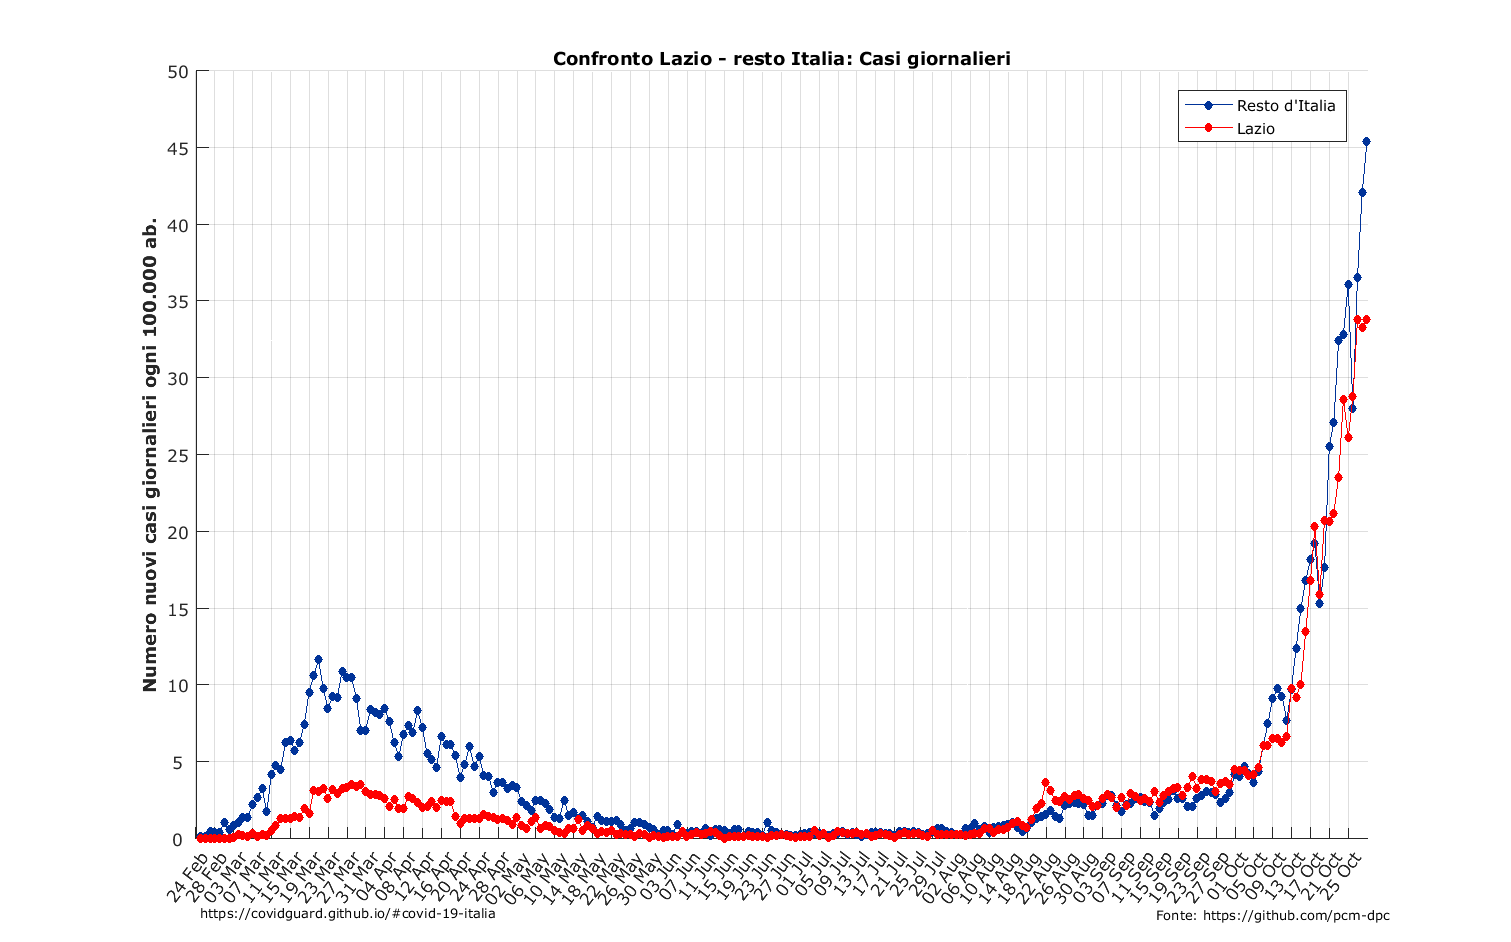 Confronto Lazio - resto Italia: Casi giornalieri
Resto d'Italia
Lazio
Numero nuovi casi giornalieri ogni 100.000 ab.
50
45
40
35
30
25
20
15
10
5
0
24 Feb
28 Feb
03 Mar
07 Mar
11 Mar
15 Mar
19 Mar
23 Mar
27 Mar
31 Mar
04 Apr
08 Apr
12 Apr
16 Apr
20 Apr
24 Apr
28 Apr
02 May
06 May
10 May
14 May
18 May
22 May
26 May
30 May
03 Jun
07 Jun
11 Jun
15 Jun
19 Jun
23 Jun
27 Jun
01 Jul
05 Jul
09 Jul
13 Jul
17 Jul
21 Jul
25 Jul
29 Jul
02 Aug
06 Aug
10 Aug
14 Aug
18 Aug
22 Aug
26 Aug
30 Aug
03 Sep
07 Sep
11 Sep
15 Sep
19 Sep
23 Sep
27 Sep
01 Oct
05 Oct
09 Oct
13 Oct
17 Oct
21 Oct
25 Oct
https://covidguard.github.io/#covid-19-italia
Fonte: https://github.com/pcm-dpc